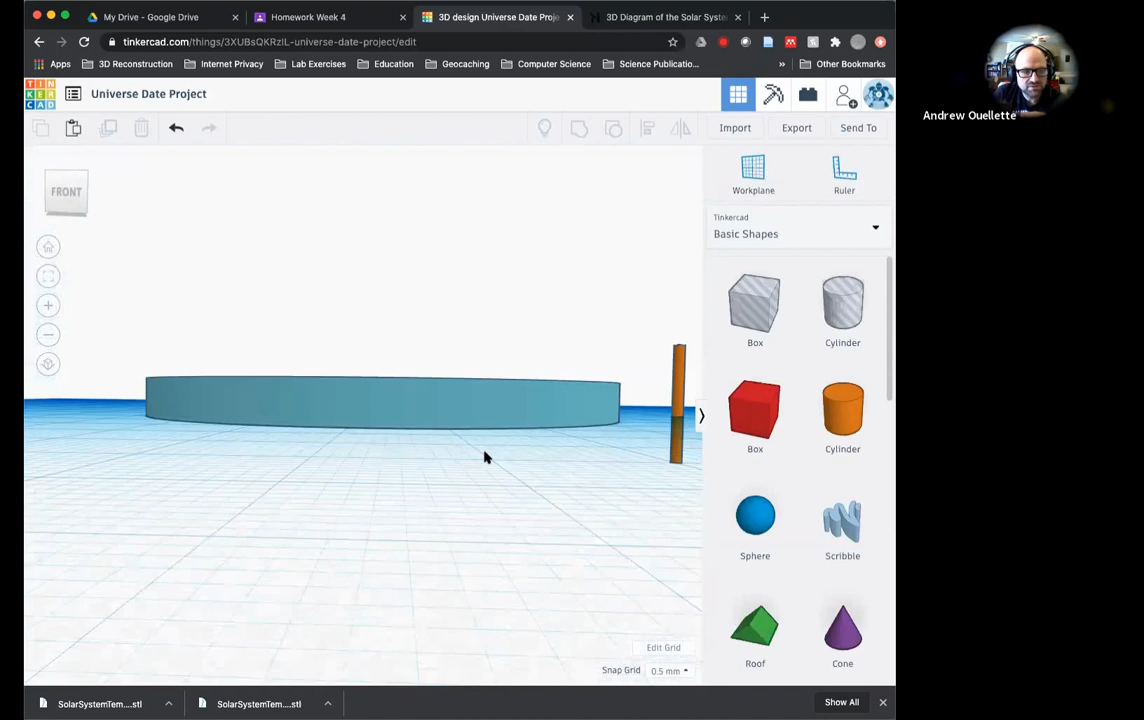 My Drive - Google Drive
Homework Week 4
3D design Universe Date Proje
3D Diagram of the Solar Syste
tinkercad.com/things/3XUBsQKRzIL-universe-date-project/edit
Apps
3D Reconstruction
Internet Privacy
Lab Exercises
Education
Geocaching
Computer Science
Science Publicatio...
»
Other Bookmarks
TIN
KER
CAD
Universe Date Project
Import
Export
Send To
FRONT
Workplane
Ruler
Tinkercad
Basic Shapes
Box
Cylinder
Box
Cylinder
Sphere
Scribble
Roof
Cone
Edit Grid
Snap Grid
0.5 mm
SolarSystemTem....stl
SolarSystemTem....stl
Show All
Andrew Ouellette